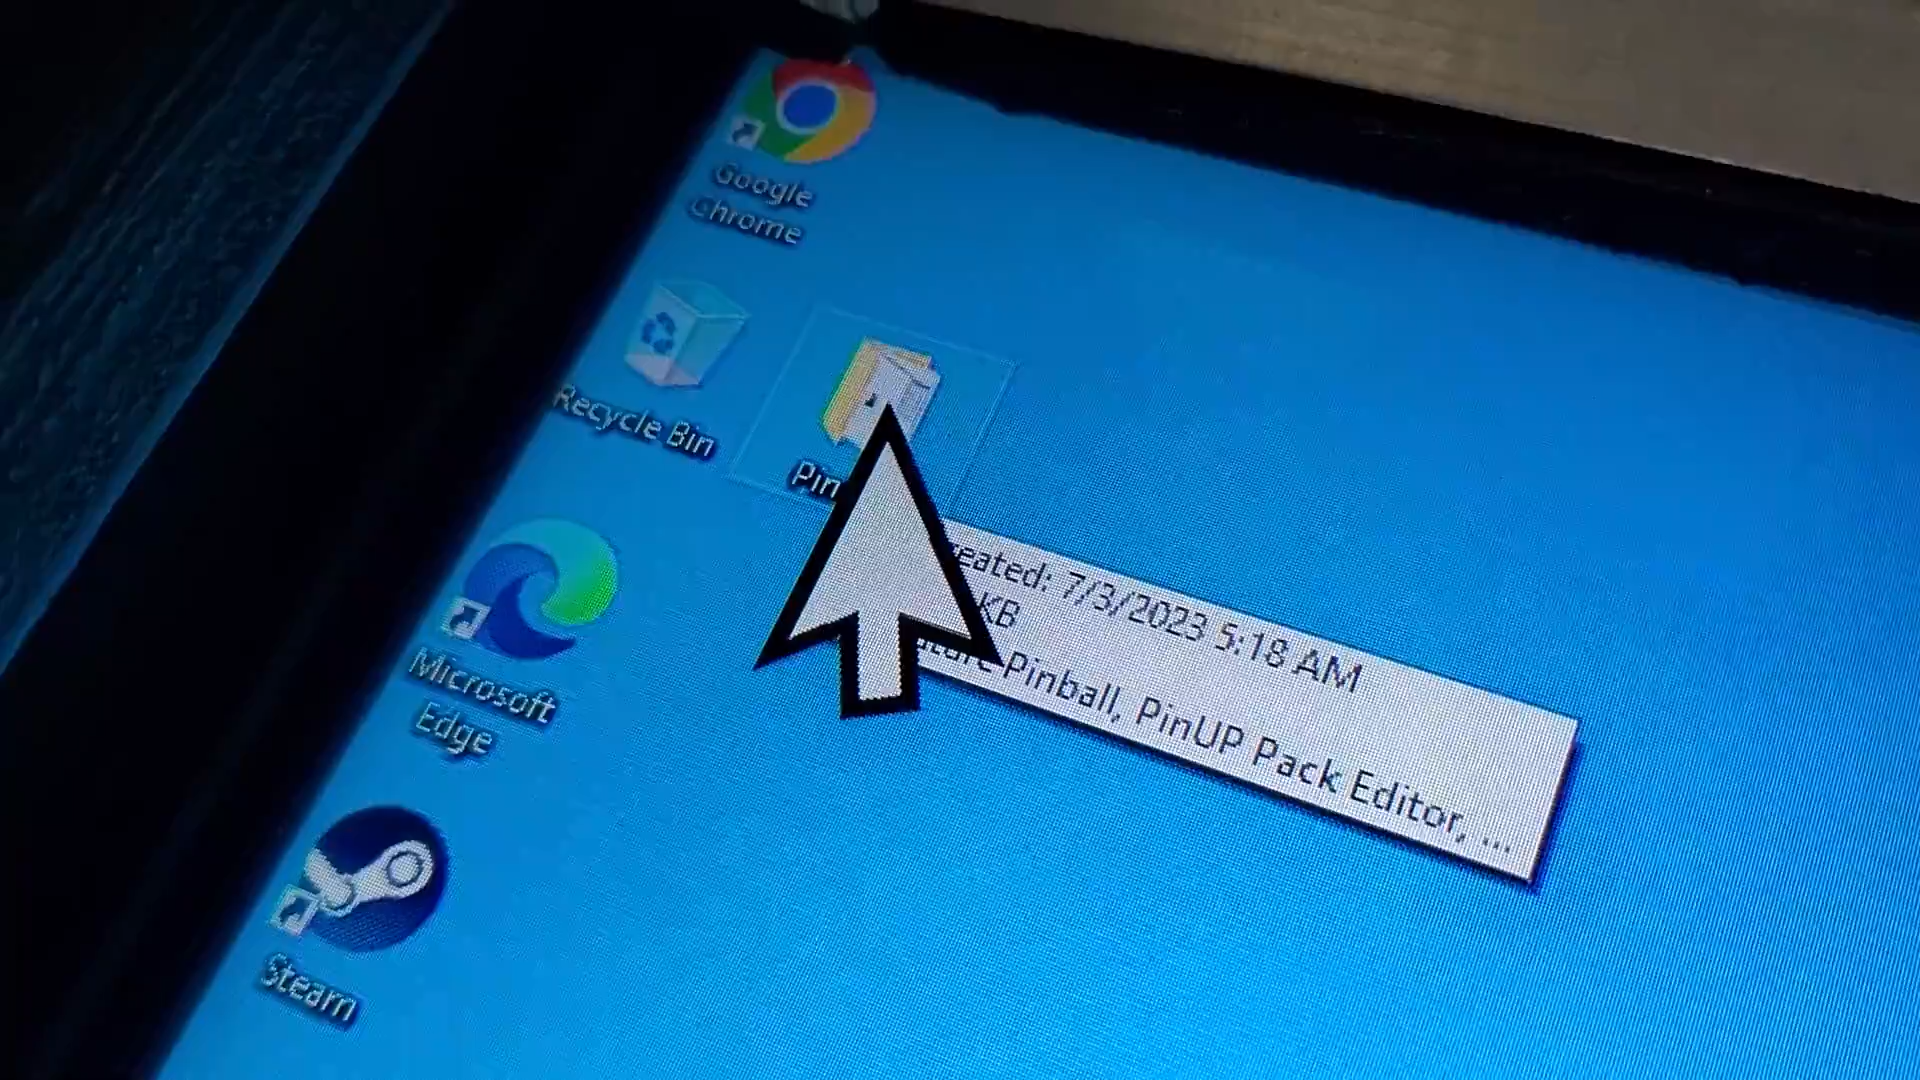 Google
Chrome
Recycle Bin
Pin
eated: 7/3/2023 5:18 AM
KB
Pinball, PinUP Pack Editor, ...
Microsoft
Edge
Steam